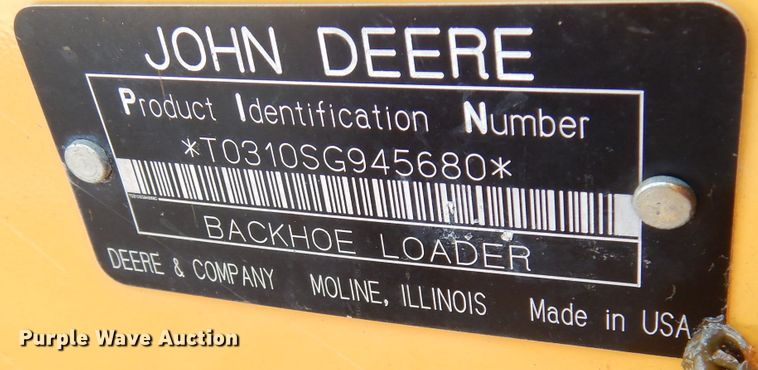 JOHN DEERE
Product Identification Number
*T0310SG945680*
BACKHOE LOADER
DEERE & COMPANY MOLINE, ILLINOIS Made in USA
Purple Wave Auction